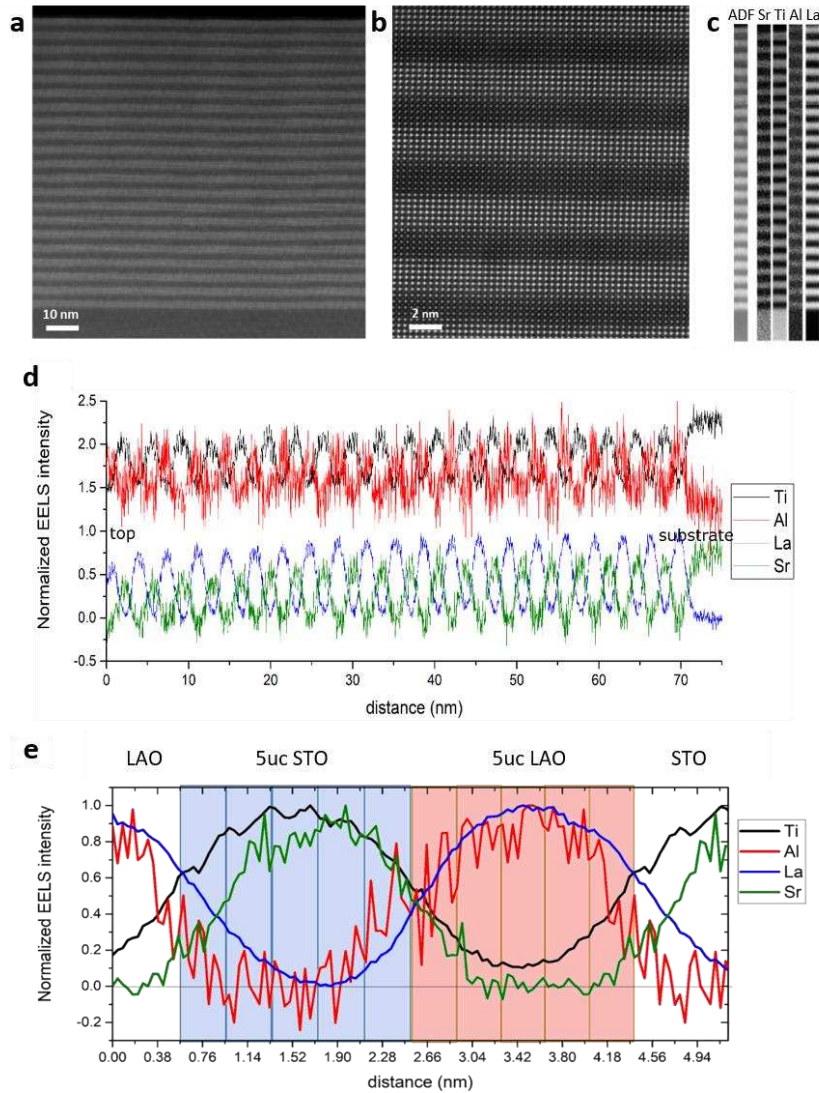 a
b
c
ADF Sr Ti Al La
10 nm
2 nm
d
2.5
2.0
1.5
1.0
0.5
0.0
-0.5
Normalized EELS intensity
top
substrate
Ti
Al
La
Sr
0 10 20 30 40 50 60 70
distance (nm)
e
LAO 5uc STO 5uc LAO STO
1.0
0.8
0.6
0.4
0.2
0.0
-0.2
Normalized EELS intensity
Ti
Al
La
Sr
0.00 0.38 0.76 1.14 1.52 1.90 2.28 2.66 3.04 3.42 3.80 4.18 4.56 4.94
distance (nm)